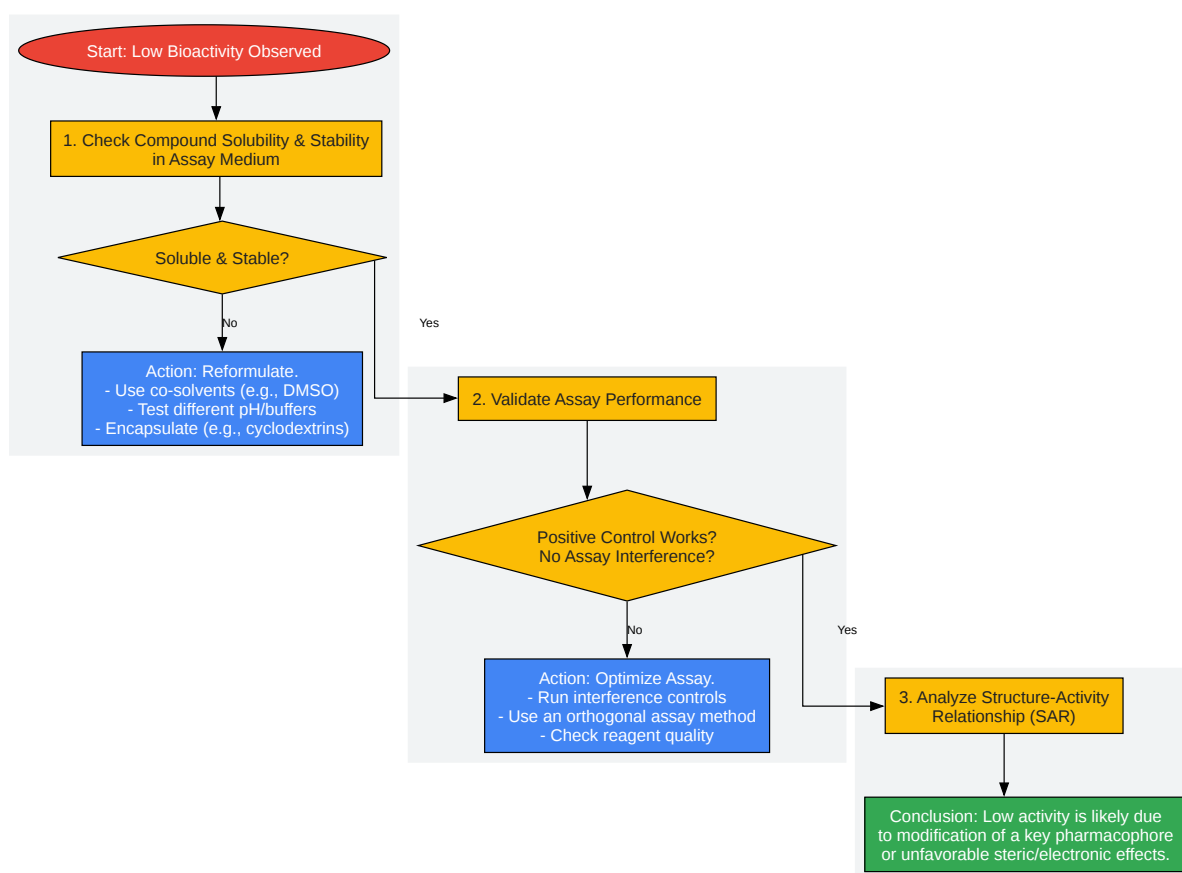 Start: Low Bioactivity Observed
1. Check Compound Solubility & Stability
in Assay Medium
Soluble & Stable?
No
Yes
Action: Reformulate.
- Use co-solvents (e.g., DMSO)
- Test different pH/buffers
- Encapsulate (e.g., cyclodextrins)
2. Validate Assay Performance
Positive Control Works?
No Assay Interference?
No
Yes
Action: Optimize Assay.
- Run interference controls
- Use an orthogonal assay method
- Check reagent quality
3. Analyze Structure-Activity
Relationship (SAR)
Conclusion: Low activity is likely due
to modification of a key pharmacophore
or unfavorable steric/electronic effects.